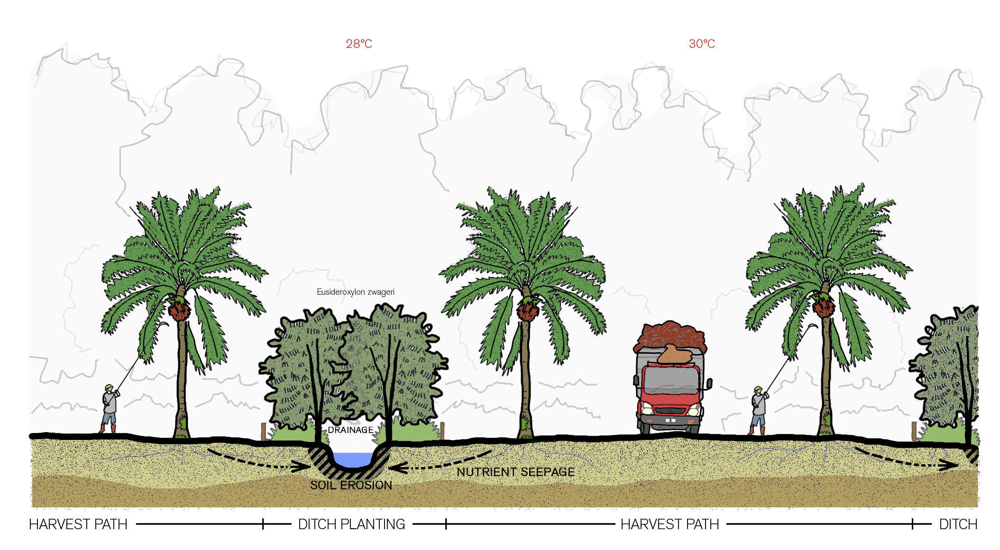 28°C
30°C
Eusideroxylon zwageri
DRAINAGE
NUTRIENT SEEPAGE
SOIL EROSION
HARVEST PATH
DITCH PLANTING
HARVEST PATH
DITCH